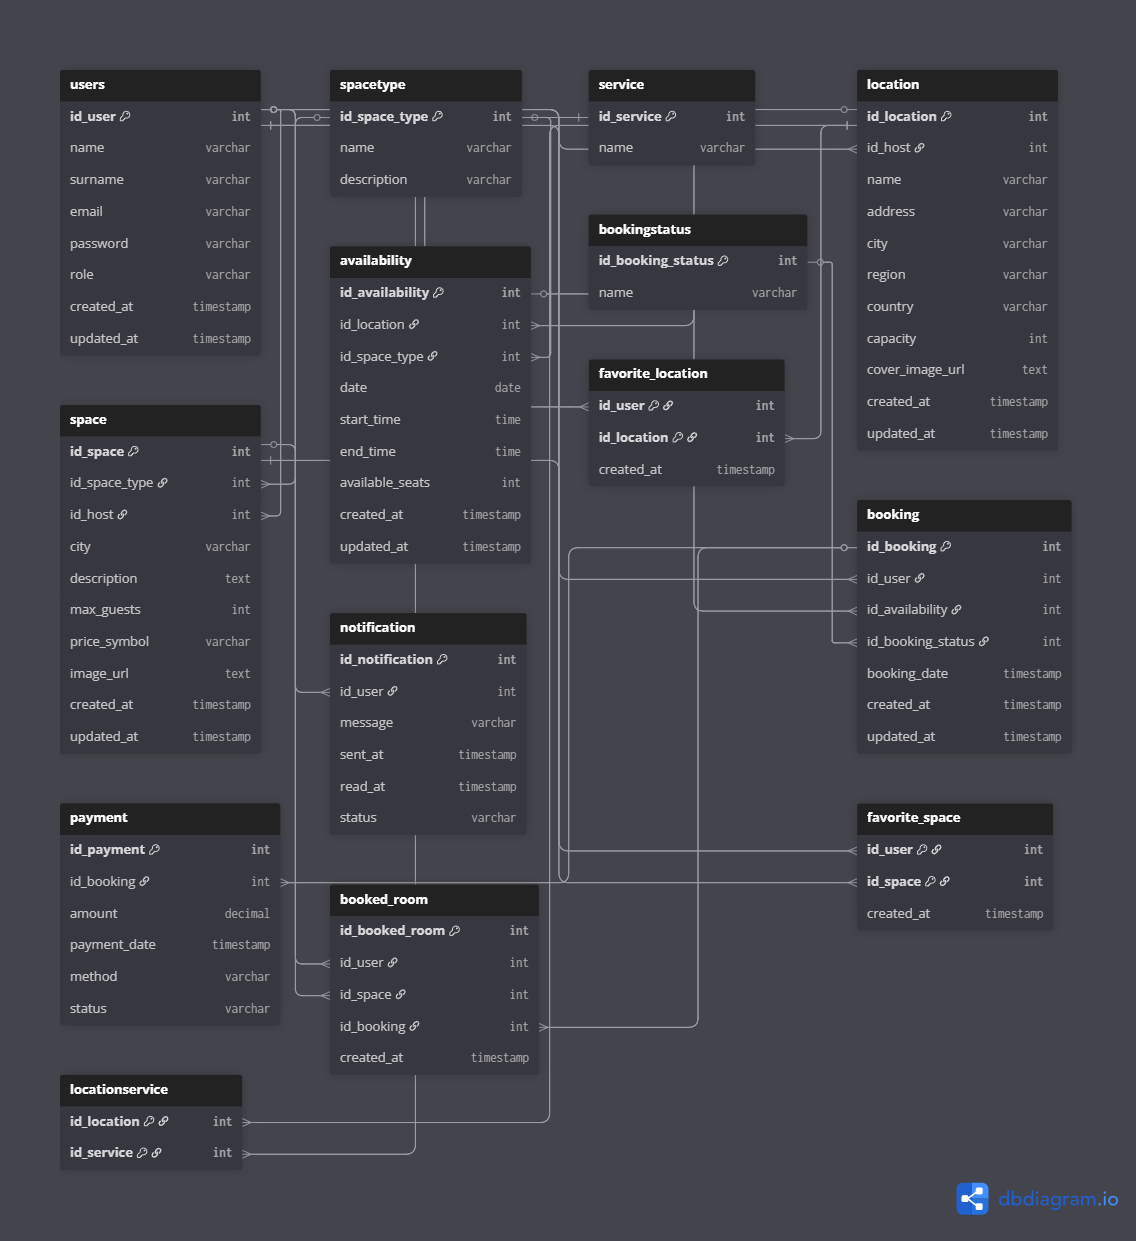 users
id_user int
name varchar
surname varchar
email varchar
password varchar
role varchar
created_at timestamp
updated_at timestamp
spacetype
id_space_type int
name varchar
description varchar
service
id_service int
name varchar
location
id_location int
id_host int
name varchar
address varchar
city varchar
region varchar
country varchar
capacity int
cover_image_url text
created_at timestamp
updated_at timestamp
bookingstatus
id_booking_status int
name varchar
availability
id_availability int
id_location int
id_space_type int
date date
start_time time
end_time time
available_seats int
created_at timestamp
updated_at timestamp
favorite_location
id_user int
id_location int
created_at timestamp
space
id_space int
id_space_type int
id_host int
city varchar
description text
max_guests int
price_symbol varchar
image_url text
created_at timestamp
updated_at timestamp
booking
id_booking int
id_user int
id_availability int
id_booking_status int
booking_date timestamp
created_at timestamp
updated_at timestamp
notification
id_notification int
id_user int
message varchar
sent_at timestamp
read_at timestamp
status varchar
payment
id_payment int
id_booking int
amount decimal
payment_date timestamp
method varchar
status varchar
favorite_space
id_user int
id_space int
created_at timestamp
booked_room
id_booked_room int
id_user int
id_space int
id_booking int
created_at timestamp
locationservice
id_location int
id_service int
dbdiagram.io